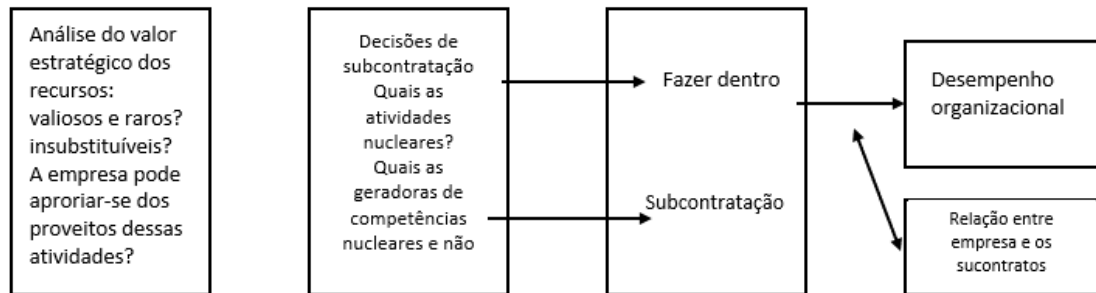 Análise do valor
estratégico dos
recursos:
valiosos e raros?
insubstituíveis?
A empresa pode
aproriar-se dos
proveitos dessas
atividades?
Decisões de
subcontratação
Quais as
atividades
nucleares?
Quais as
geradoras de
competências
nucleares e não
Fazer dentro
Subcontratação
Desempenho
organizacional
Relação entre
empresa e os
sucontratos